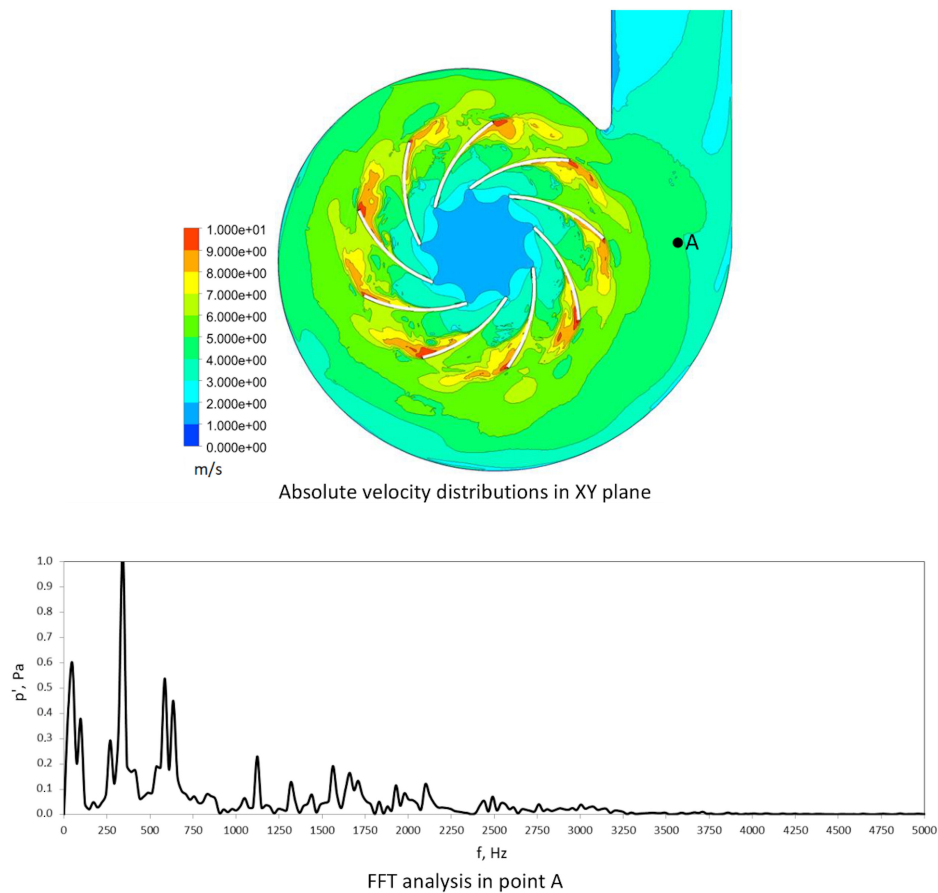 A
1.000e+01
9.000e+00
8.000e+00
7.000e+00
6.000e+00
5.000e+00
4.000e+00
3.000e+00
2.000e+00
1.000e+00
0.000e+00
m/s
Absolute velocity distributions in XY plane
1.0
0.9
0.8
0.7
0.6
0.5
0.4
0.3
0.2
0.1
0.0
p', Pa
0 250 500 750 1000 1250 1500 1750 2000 2250 2500 2750 3000 3250 3500 3750 4000 4250 4500 4750 5000
f, Hz
FFT analysis in point A